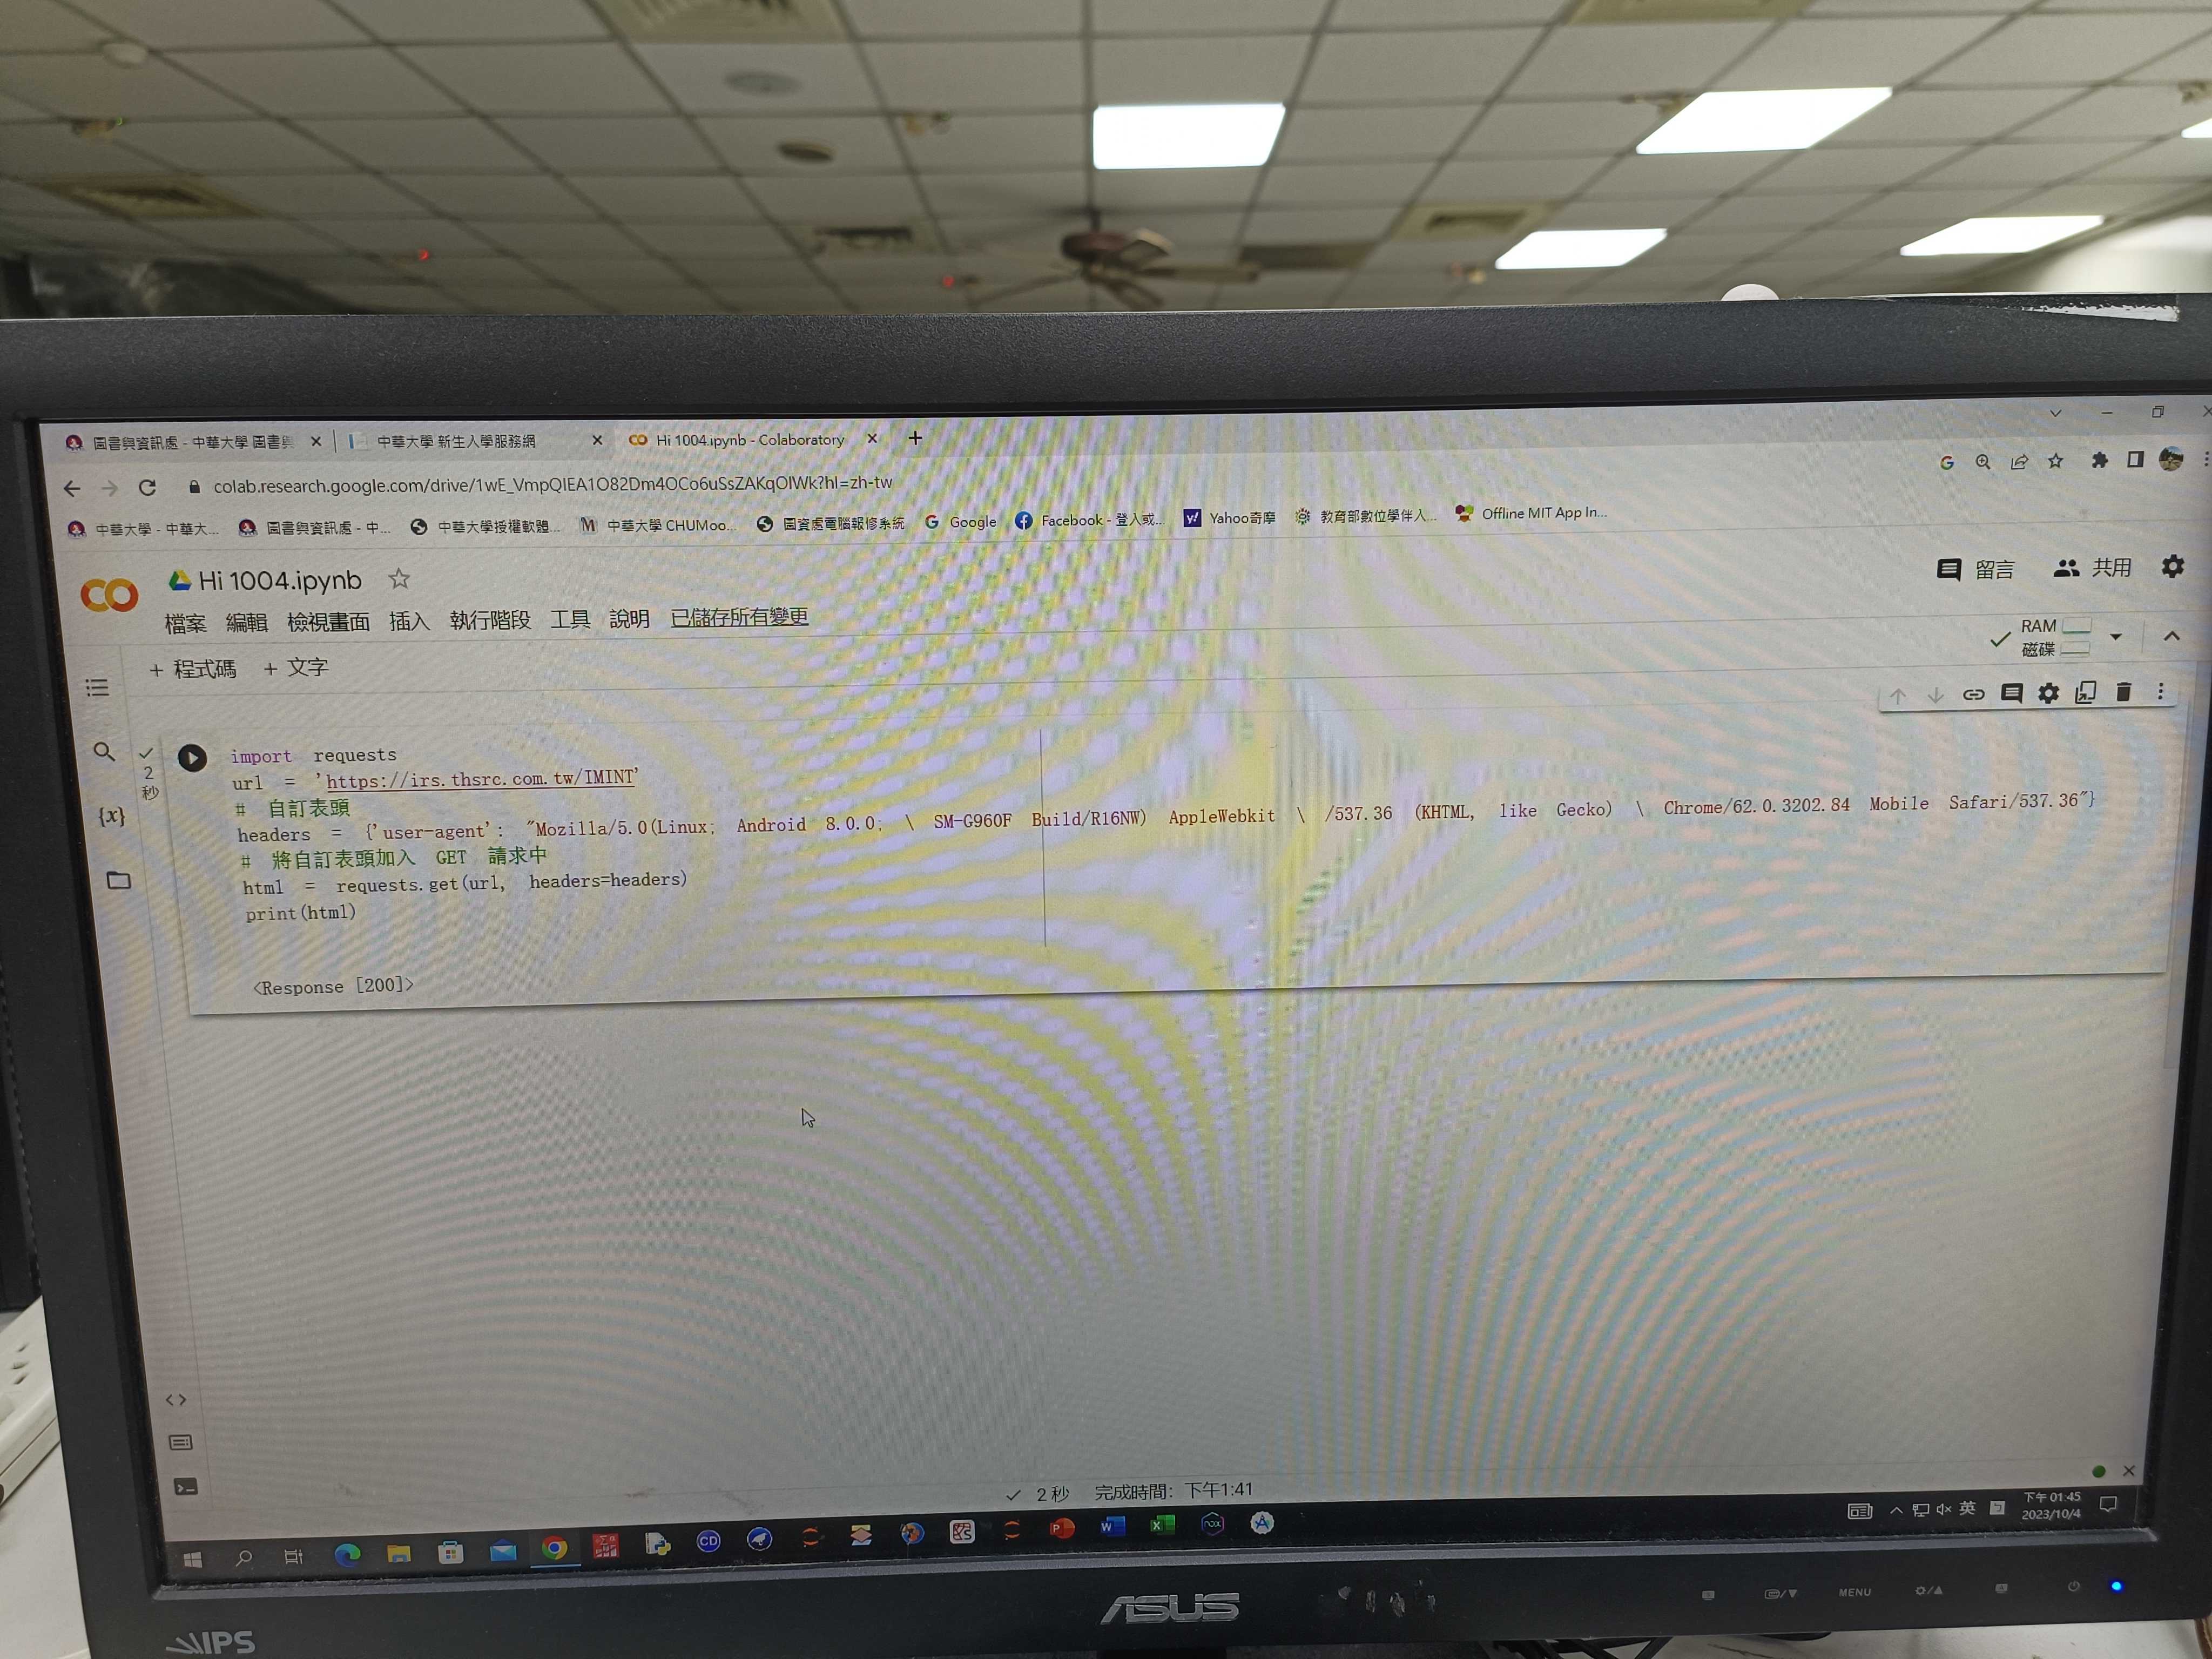 圖書與資訊處 - 中華大學 圖書與
中華大學 新生入學服務網
Hi 1004.ipynb - Colaboratory
colab.research.google.com/drive/1wE_VmpQIEA1O82Dm4OCo6uSsZAKqOIWk?hl=zh-tw
中華大學 - 中華大...
圖書與資訊處 - 中...
中華大學授權軟體...
中華大學 CHUMoo...
圖資處電腦報修系統
Google
Facebook - 登入或...
Yahoo奇摩
教育部數位學伴入...
Offline MIT App In...
Hi 1004.ipynb
留言
共用
檔案 編輯 檢視畫面 插入 執行階段 工具 說明 已儲存所有變更
RAM
磁碟
+ 程式碼 + 文字
2
秒
{x}
import requests
url = 'https://irs.thsrc.com.tw/IMINT'
# 自訂表頭
headers = {'user-agent': "Mozilla/5.0(Linux; Android 8.0.0; \ SM-G960F Build/R16NW) AppleWebkit \ /537.36 (KHTML, like Gecko) \ Chrome/62.0.3202.84 Mobile Safari/537.36"}
# 將自訂表頭加入 GET 請求中
html = requests.get(url, headers=headers)
print(html)
<Response [200]>
2 秒 完成時間：下午1:41
英
下午 01:45
2023/10/4
ASUS
MENU
IPS